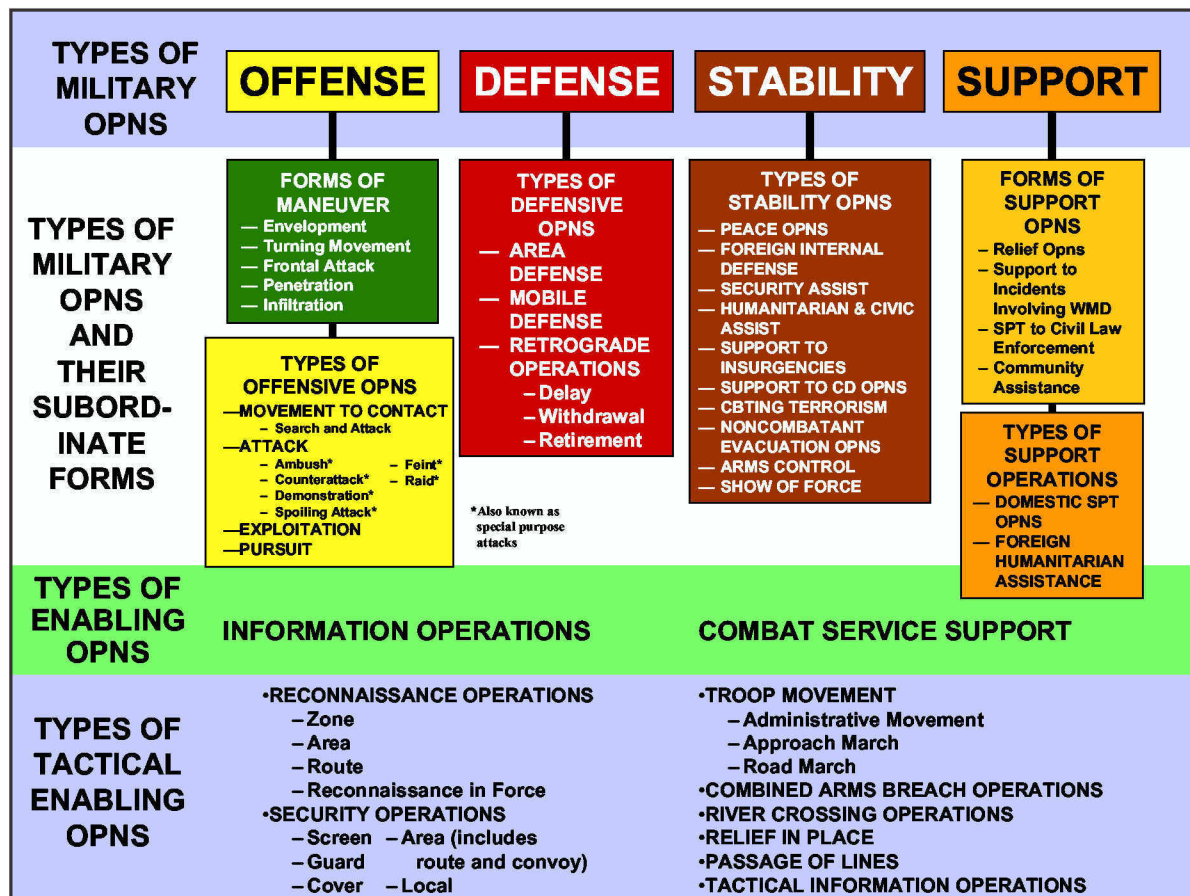 TYPES OF
MILITARY
OPNS
OFFENSE
DEFENSE
STABILITY
SUPPORT
TYPES OF
MILITARY
OPNS
AND
THEIR
SUBORD-
INATE
FORMS
FORMS OF
MANEUVER
— Envelopment
— Turning Movement
— Frontal Attack
— Penetration
— Infiltration
TYPES OF
OFFENSIVE OPNS
—MOVEMENT TO CONTACT
– Search and Attack
—ATTACK
– Ambush* – Feint*
– Counterattack* – Raid*
– Demonstration*
– Spoiling Attack*
—EXPLOITATION
—PURSUIT
TYPES OF
DEFENSIVE
OPNS
— AREA
DEFENSE
— MOBILE
DEFENSE
— RETROGRADE
OPERATIONS
– Delay
– Withdrawal
– Retirement
*Also known as
special purpose
attacks
TYPES OF
STABILITY OPNS
— PEACE OPNS
— FOREIGN INTERNAL
DEFENSE
— SECURITY ASSIST
— HUMANITARIAN & CIVIC
ASSIST
— SUPPORT TO
INSURGENCIES
— SUPPORT TO CD OPNS
— CBTING TERRORISM
— NONCOMBATANT
EVACUATION OPNS
— ARMS CONTROL
— SHOW OF FORCE
FORMS OF
SUPPORT
OPNS
– Relief Opns
– Support to
Incidents
Involving WMD
– SPT to Civil Law
Enforcement
– Community
Assistance
TYPES OF
SUPPORT
OPERATIONS
— DOMESTIC SPT
OPNS
— FOREIGN
HUMANITARIAN
ASSISTANCE
TYPES OF
ENABLING
OPNS
INFORMATION OPERATIONS
COMBAT SERVICE SUPPORT
TYPES OF
TACTICAL
ENABLING
OPNS
•RECONNAISSANCE OPERATIONS
– Zone
– Area
– Route
– Reconnaissance in Force
•SECURITY OPERATIONS
– Screen – Area (includes
– Guard route and convoy)
– Cover – Local
•TROOP MOVEMENT
– Administrative Movement
– Approach March
– Road March
•COMBINED ARMS BREACH OPERATIONS
•RIVER CROSSING OPERATIONS
•RELIEF IN PLACE
•PASSAGE OF LINES
•TACTICAL INFORMATION OPERATIONS